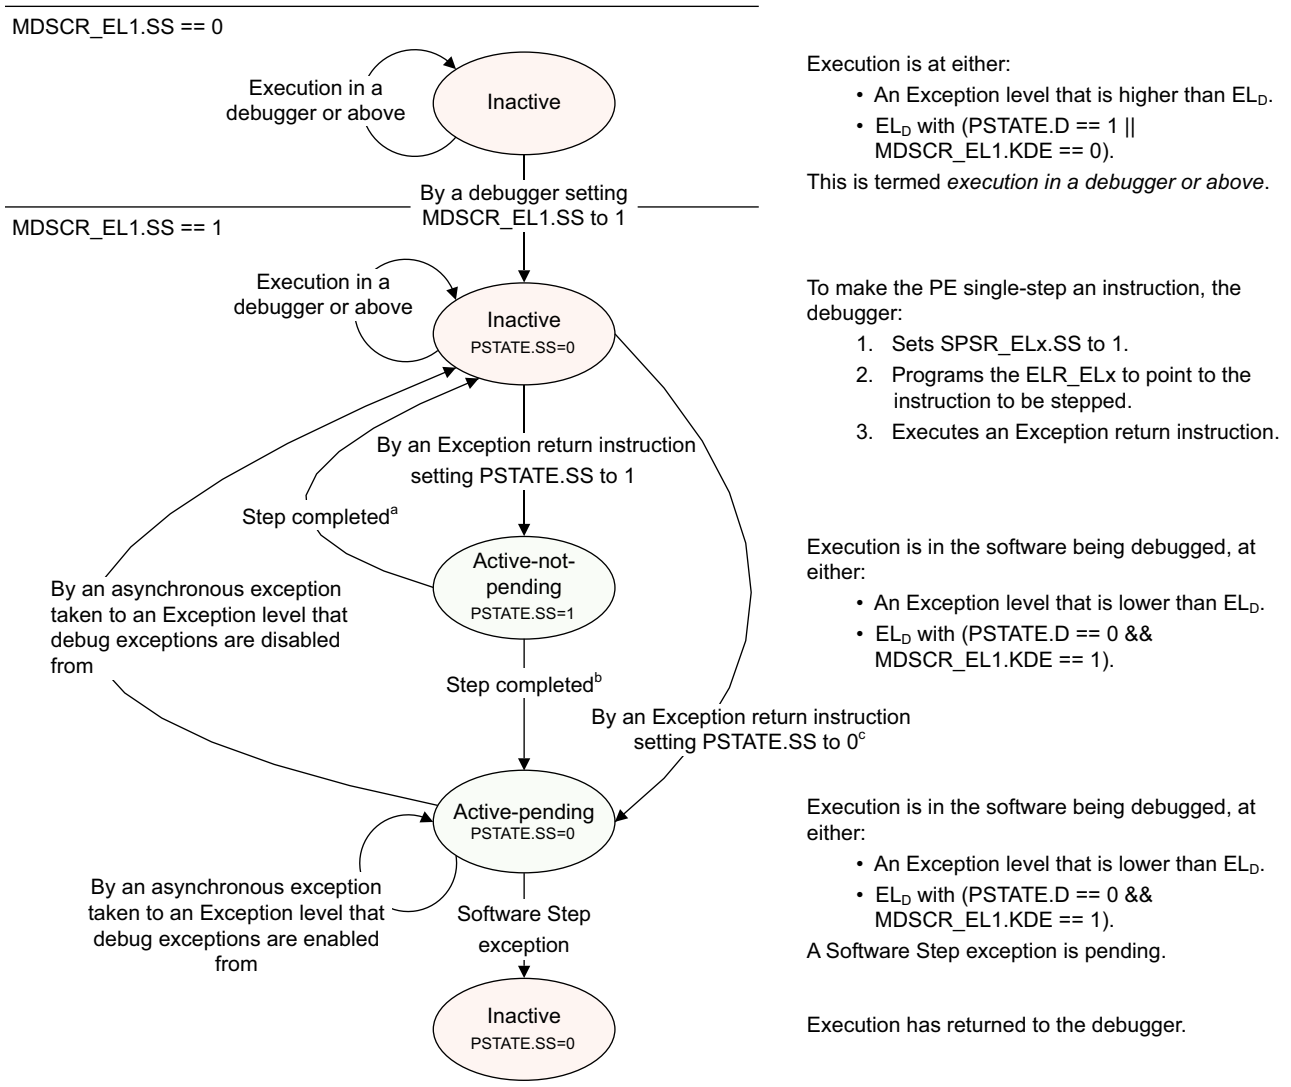 MDSCR_EL1.SS == 0
Execution in a
debugger or above
Inactive
Execution is at either:
• An Exception level that is higher than ELD.
• ELD with (PSTATE.D == 1 ||
MDSCR_EL1.KDE == 0).
This is termed execution in a debugger or above.
By a debugger setting
MDSCR_EL1.SS to 1
MDSCR_EL1.SS == 1
Execution in a
debugger or above
Inactive
PSTATE.SS=0
To make the PE single-step an instruction, the
debugger:
1. Sets SPSR_ELx.SS to 1.
2. Programs the ELR_ELx to point to the
instruction to be stepped.
3. Executes an Exception return instruction.
By an Exception return instruction
setting PSTATE.SS to 1
Step completeda
Active-not-
pending
PSTATE.SS=1
Execution is in the software being debugged, at
either:
• An Exception level that is lower than ELD.
• ELD with (PSTATE.D == 0 &&
MDSCR_EL1.KDE == 1).
By an asynchronous exception
taken to an Exception level that
debug exceptions are disabled
from
Step completedb
By an Exception return instruction
setting PSTATE.SS to 0c
Active-pending
PSTATE.SS=0
Execution is in the software being debugged, at
either:
• An Exception level that is lower than ELD.
• ELD with (PSTATE.D == 0 &&
MDSCR_EL1.KDE == 1).
A Software Step exception is pending.
By an asynchronous exception
taken to an Exception level that
debug exceptions are enabled
from
Software Step
exception
Inactive
PSTATE.SS=0
Execution has returned to the debugger.